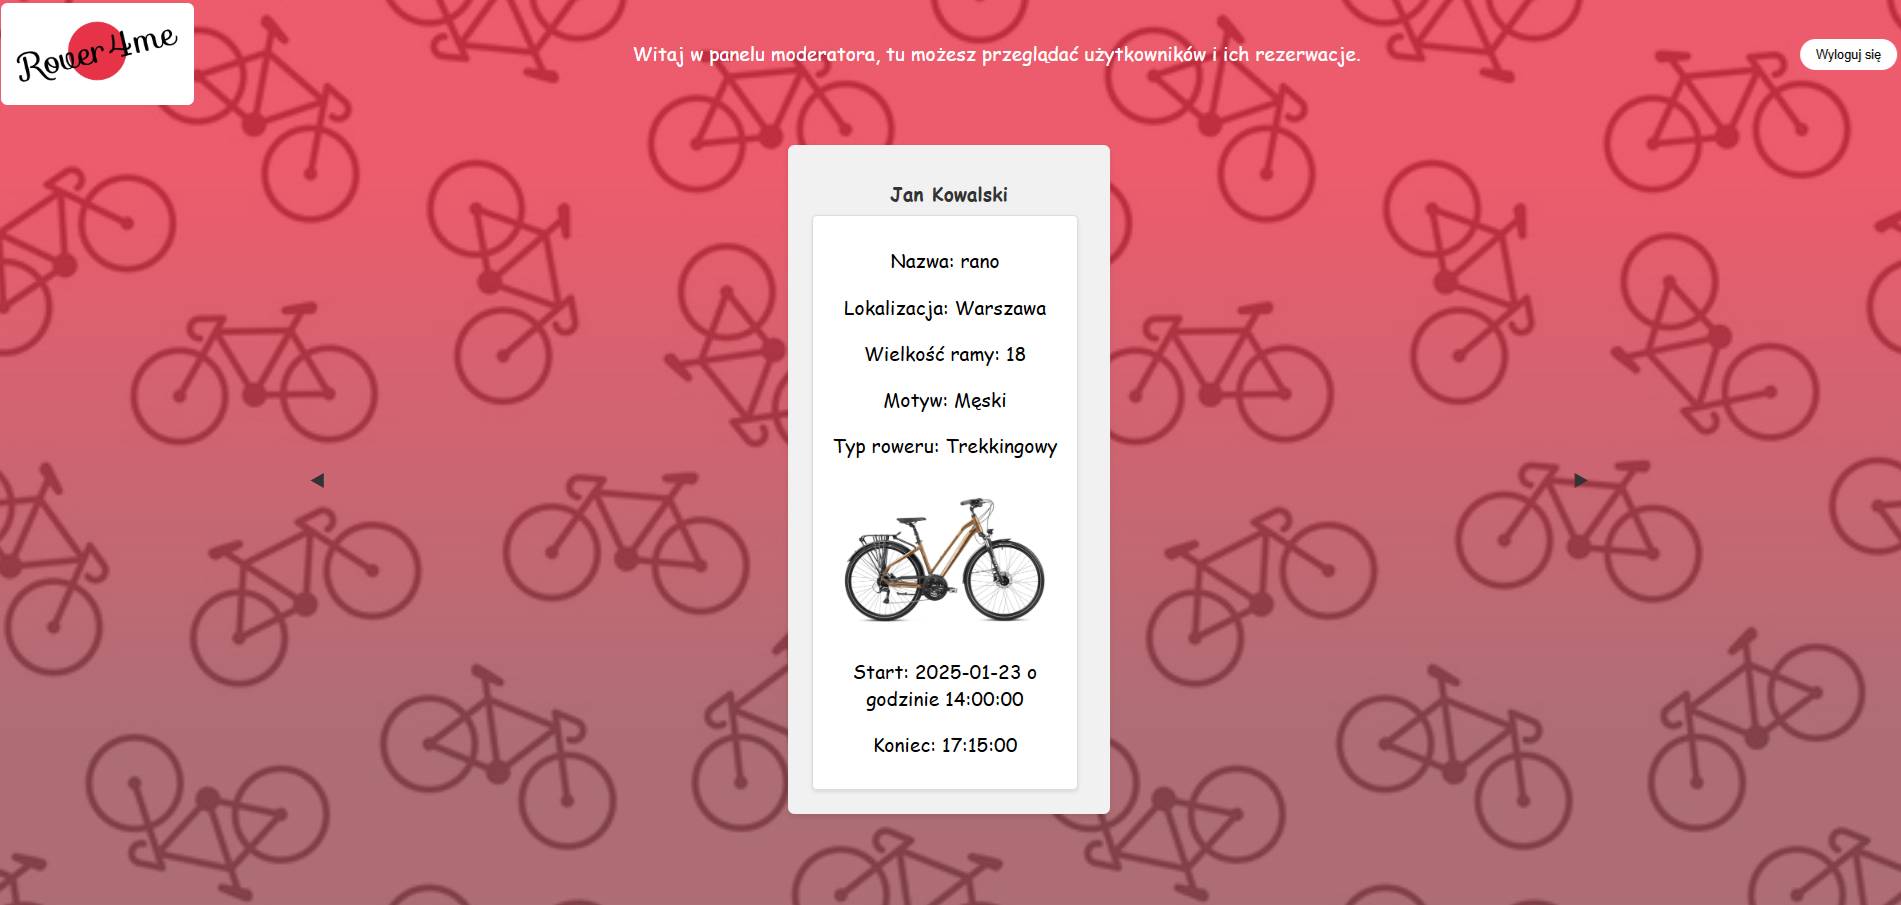 Rower4me
Witaj w panelu moderatora, tu możesz przeglądać użytkowników i ich rezerwacje.
Wyloguj się
Jan Kowalski
Nazwa: rano
Lokalizacja: Warszawa
Wielkość ramy: 18
Motyw: Męski
Typ roweru: Trekkingowy
Start: 2025-01-23 o
godzinie 14:00:00
Koniec: 17:15:00